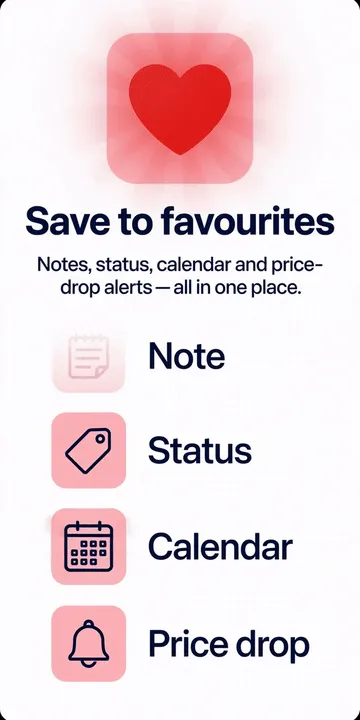 Save to favourites
Notes, status, calendar and price-
drop alerts — all in one place.
Note
Status
Calendar
Price drop